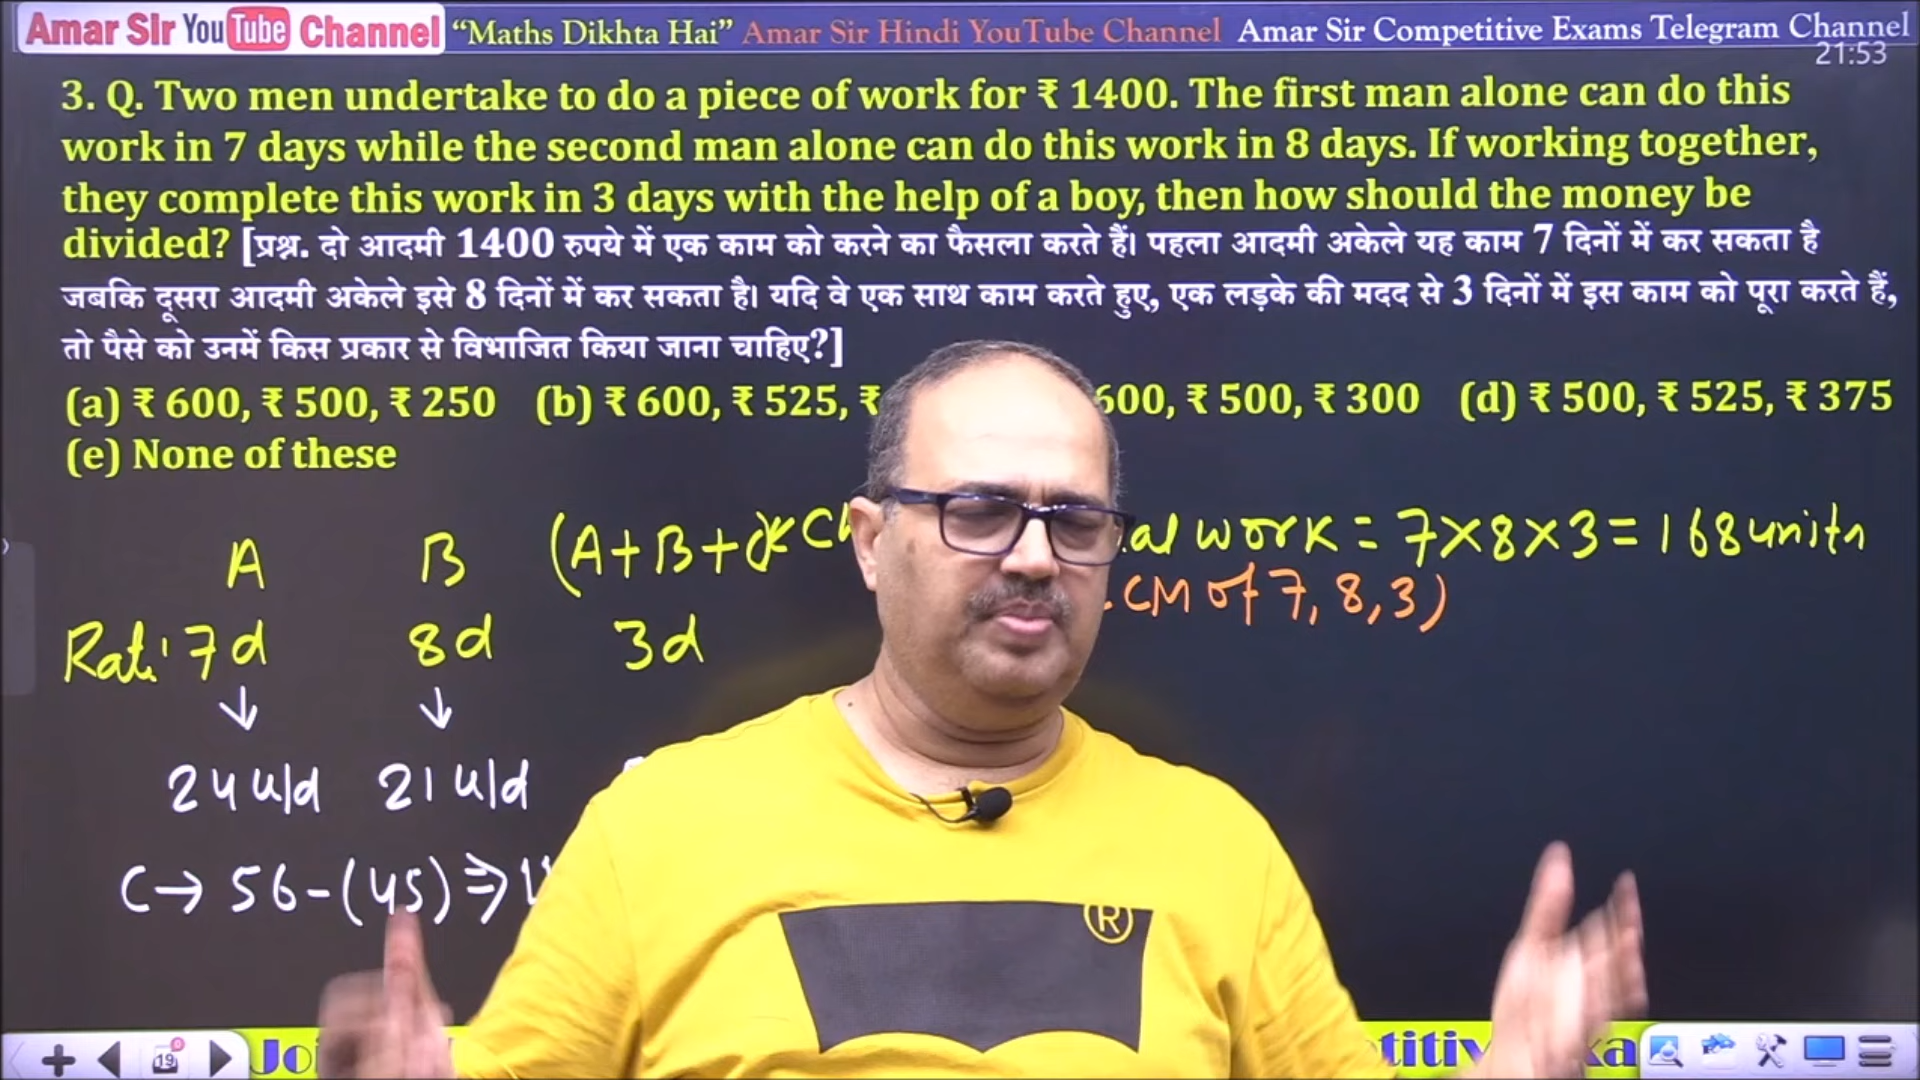 Amar Sir YouTube Channel "Maths Dikhta Hai" Amar Sir Hindi YouTube Channel Amar Sir Competitive Exams Telegram Channel
21:53
3. Q. Two men undertake to do a piece of work for ₹ 1400. The first man alone can do this
work in 7 days while the second man alone can do this work in 8 days. If working together,
they complete this work in 3 days with the help of a boy, then how should the money be
divided? [प्रश्न. दो आदमी 1400 रुपये में एक काम को करने का फैसला करते हैं। पहला आदमी अकेले यह काम 7 दिनों में कर सकता है
जबकि दूसरा आदमी अकेले इसे 8 दिनों में कर सकता है। यदि वे एक साथ काम करते हुए, एक लड़के की मदद से 3 दिनों में इस काम को पूरा करते हैं,
तो पैसे को उनमें किस प्रकार से विभाजित किया जाना चाहिए?]
(a) ₹ 600, ₹ 500, ₹ 250 (b) ₹ 600, ₹ 525, ₹ 600, ₹ 500, ₹ 300 (d) ₹ 500, ₹ 525, ₹ 375
(e) None of these
A B (A+B+ work = 7×8×3=168 units
CM of 7,8,3)
7d 8d 3d
↓ ↓
24 u/d 21 u/d
C→ 56-(45)⇒
19
®